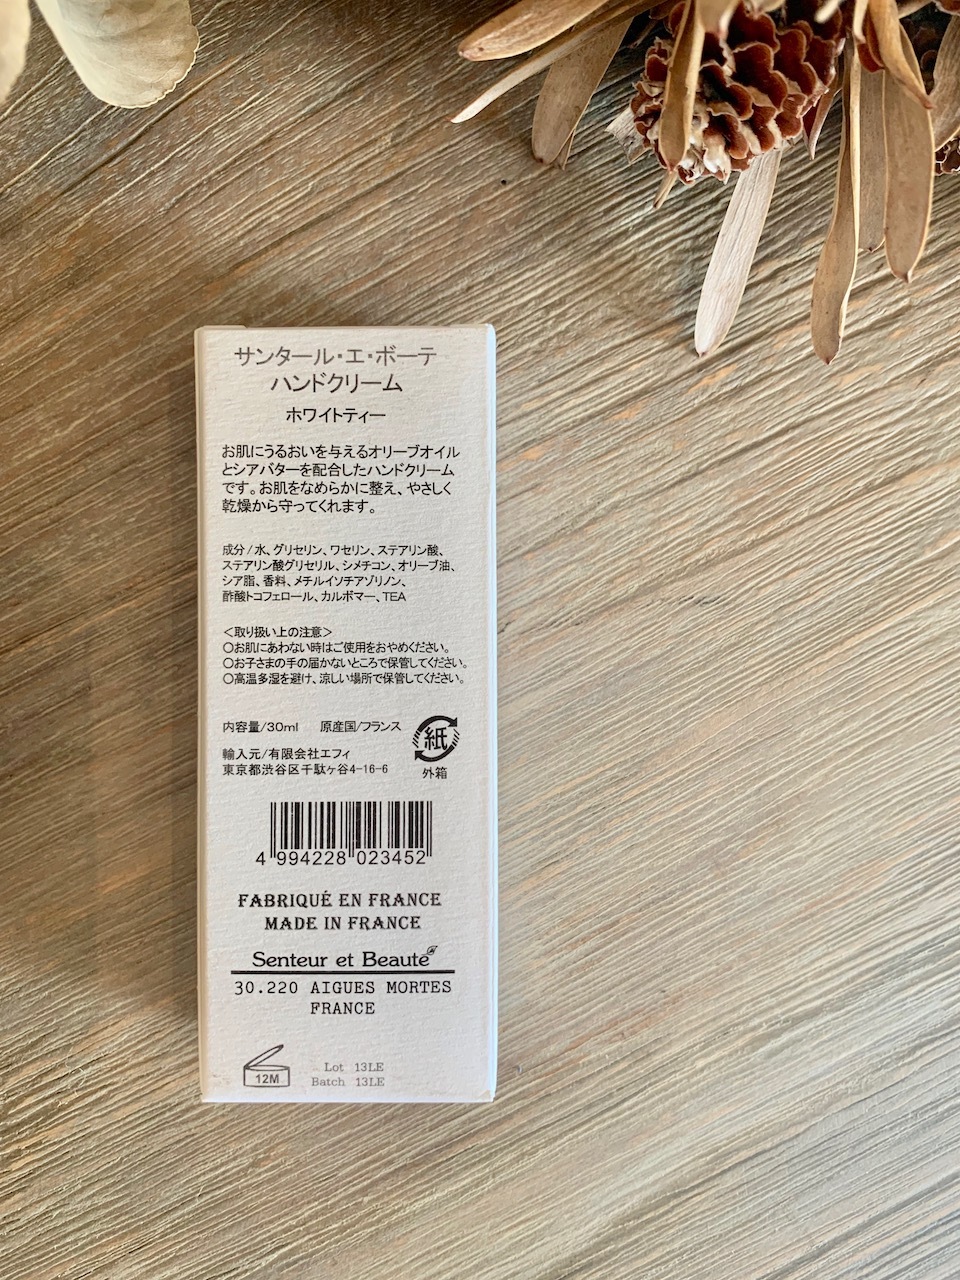 サンタール・エ・ボーテ
ハンドクリーム
ホワイトティー
お肌にうるおいを与えるオリーブオイル
とシアバターを配合したハンドクリーム
です。お肌をなめらかに整え、やさしく
乾燥から守ってくれます。
成分/水、グリセリン、ワセリン、ステアリン酸、
ステアリン酸グリセリル、シメチコン、オリーブ油、
シア脂、香料、メチルイソチアゾリノン、
酢酸トコフェロール、カルボマー、TEA
＜取り扱い上の注意＞
○お肌にあわない時はご使用をおやめください。
○お子さまの手の届かないところで保管してください。
○高温多湿を避け、涼しい場所で保管してください。
内容量/30ml 原産国/フランス
輸入元/有限会社エフィ
東京都渋谷区千駄ヶ谷4-16-6
紙
外箱
4 994228 023452
FABRIQUÉ EN FRANCE
MADE IN FRANCE
Senteur et Beauté
30.220 AIGUES MORTES
FRANCE
12M
Lot 13LE
Batch 13LE